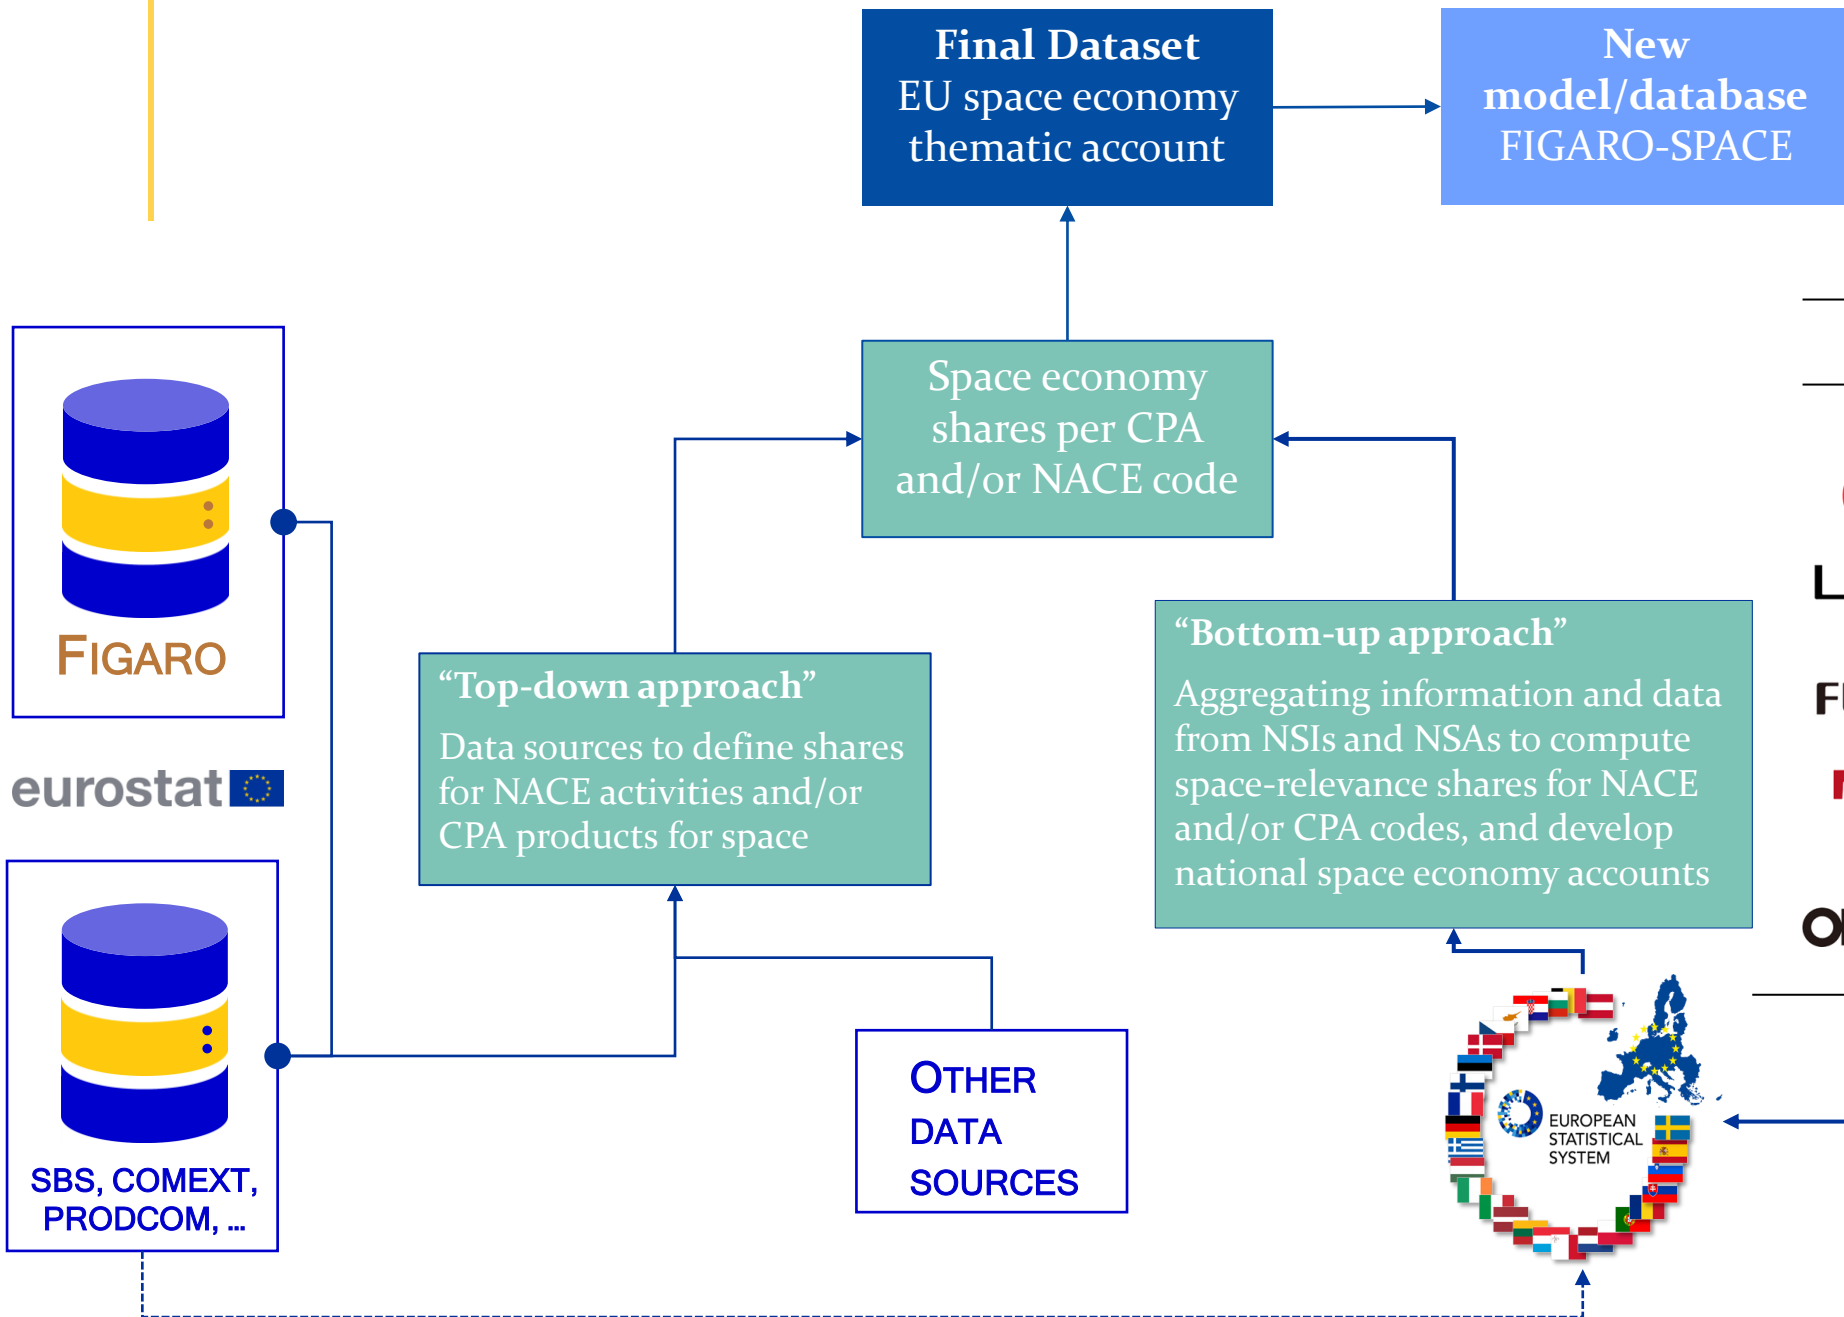 Final Dataset
EU space economy
thematic account
New
model/database
FIGARO-SPACE
Space economy
shares per CPA
and/or NACE code
FIGARO
eurostat
"Top-down approach"
Data sources to define shares
for NACE activities and/or
CPA products for space
“Bottom-up approach”
Aggregating information and data
from NSIs and NSAs to compute
space-relevance shares for NACE
and/or CPA codes, and develop
national space economy accounts
SBS, COMEXT,
PRODCOM, ...
OTHER
DATA
SOURCES
EUROPEAN
STATISTICAL
SYSTEM